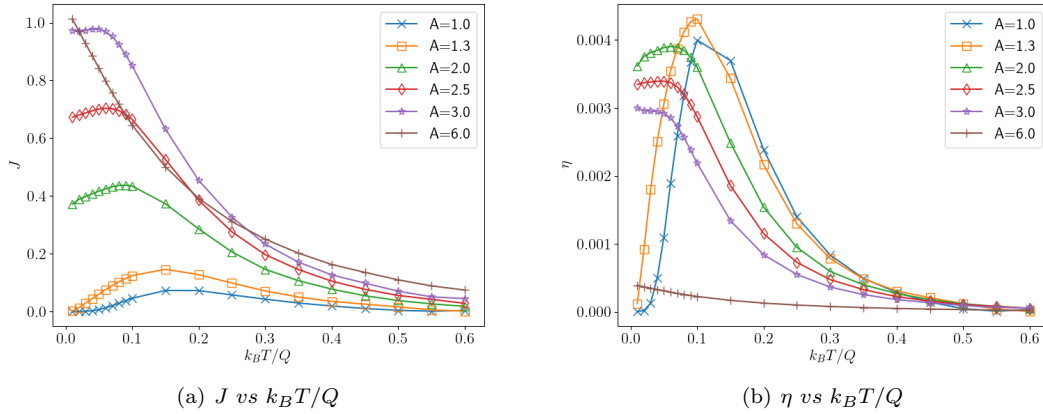 1.0
0.8
0.6
0.4
0.2
0.0
J
0.0 0.1 0.2 0.3 0.4 0.5 0.6
k_BT/Q
A=1.0
A=1.3
A=2.0
A=2.5
A=3.0
A=6.0
(a) J vs k_BT/Q
0.004
0.003
0.002
0.001
0.000
η
0.0 0.1 0.2 0.3 0.4 0.5 0.6
k_BT/Q
A=1.0
A=1.3
A=2.0
A=2.5
A=3.0
A=6.0
(b) η vs k_BT/Q